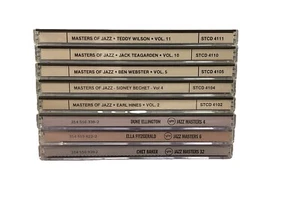 MASTERS OF JAZZ • TEDDY WILSON • VOL. 11 STCD 4111
MASTERS OF JAZZ • JACK TEAGARDEN • VOL. 10 STCD 4110
MASTERS OF JAZZ • BEN WEBSTER • VOL. 5 STCD 4105
MASTERS OF JAZZ • SIDNEY BECHET • Vol 4 STCD 4104
MASTERS OF JAZZ • EARL HINES • VOL. 2 STCD 4102
DUKE ELLINGTON JAZZ MASTERS 4
ELLA FITZGERALD JAZZ MASTERS 6
CHET BAKER JAZZ MASTERS 32